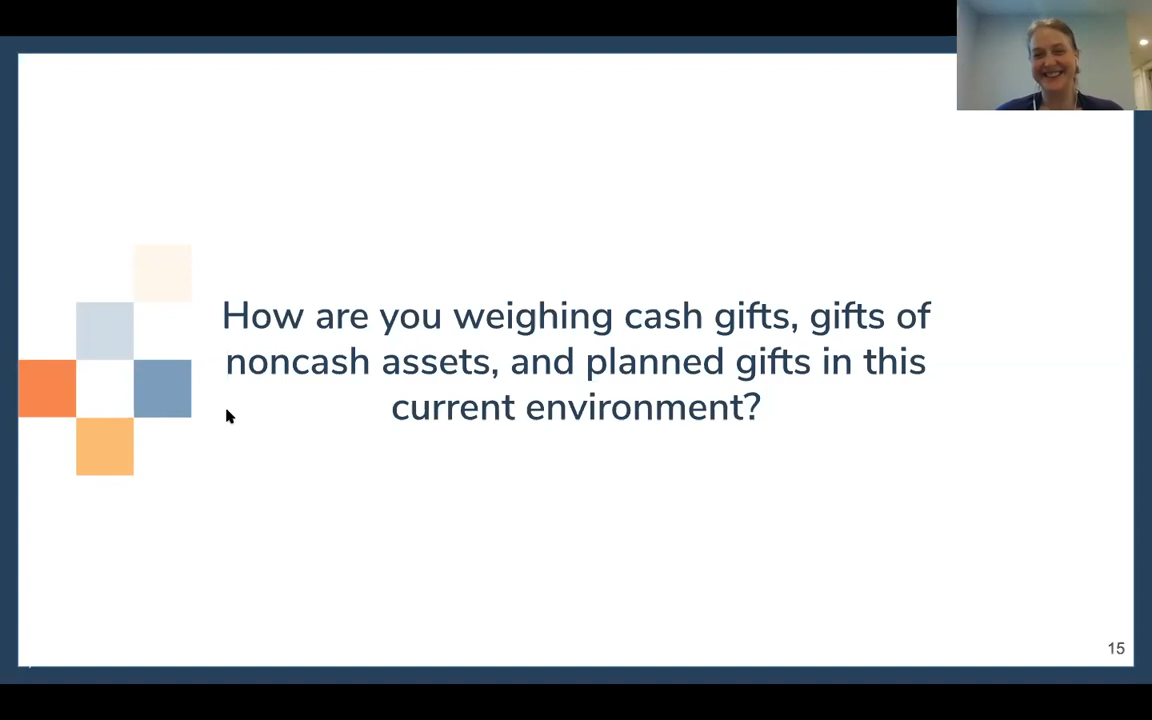 How are you weighing cash gifts, gifts of
noncash assets, and planned gifts in this
current environment?
15